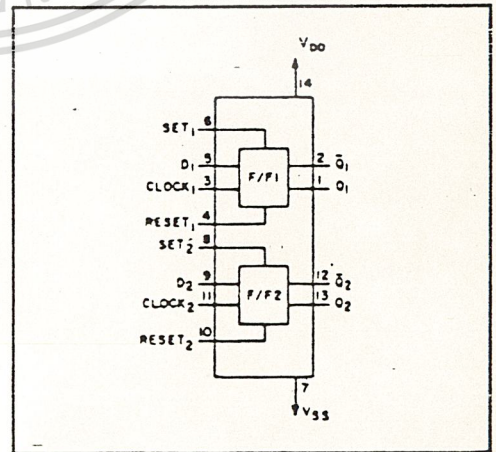 VDD
14
SET1 6
D1 5
CLOCK1 3
RESET1 4
F/F1
2 Q̄1
1 Q1
SET2 8
D2 9
CLOCK2 11
RESET2 10
F/F2
12 Q̄2
13 Q2
7
VSS